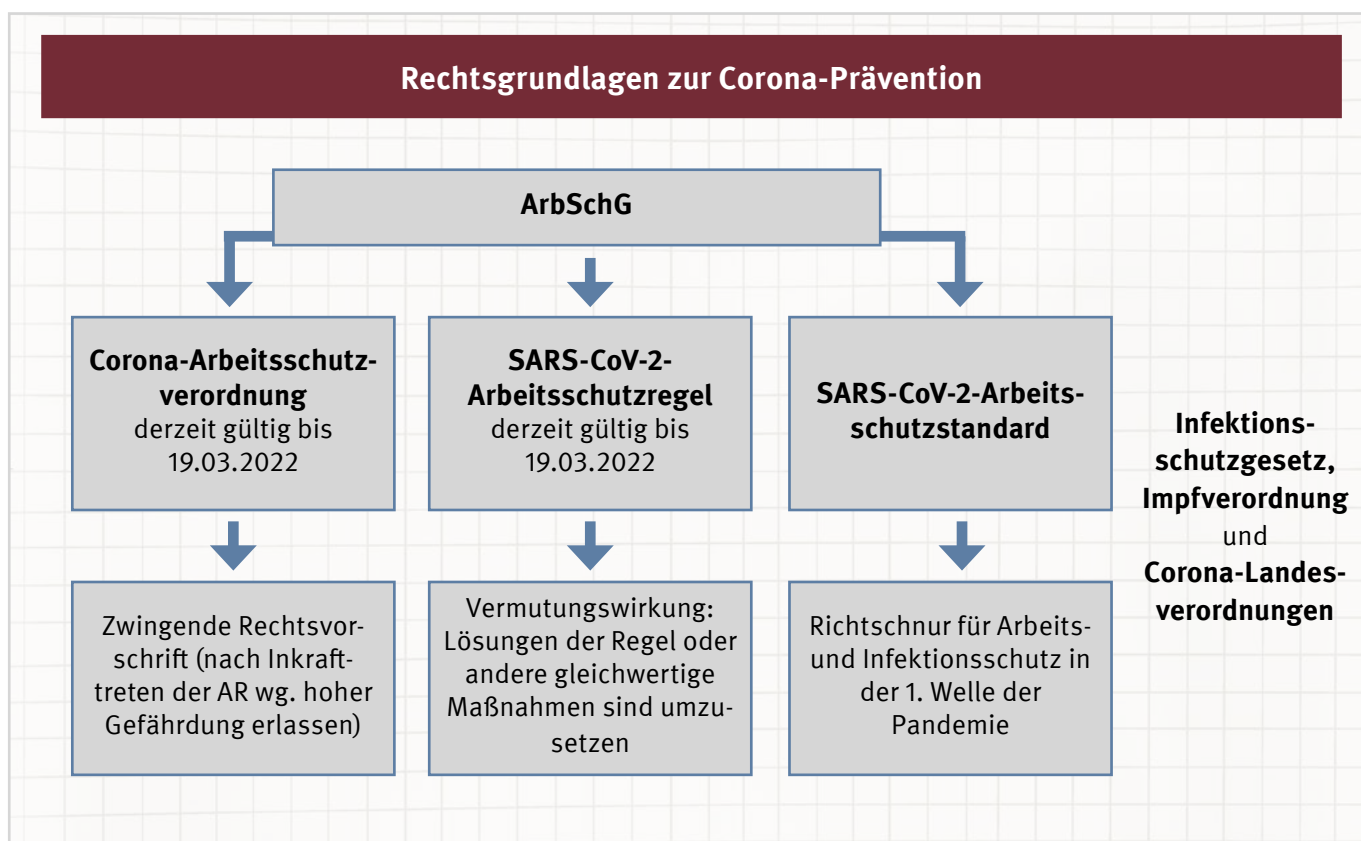 Rechtsgrundlagen zur Corona-Prävention
ArbSchG
Corona-Arbeitsschutz-
verordnung
derzeit gültig bis
19.03.2022
SARS-CoV-2-
Arbeitsschutzregel
derzeit gültig bis
19.03.2022
SARS-CoV-2-Arbeits-
schutzstandard
Infektions-
schutzgesetz,
Impfverordnung
und
Corona-Landes-
verordnungen
Zwingende Rechtsvor-
schrift (nach Inkraft-
treten der AR wg. hoher
Gefährdung erlassen)
Vermutungswirkung:
Lösungen der Regel oder
andere gleichwertige
Maßnahmen sind umzu-
setzen
Richtschnur für Arbeits-
und Infektionsschutz in
der 1. Welle der
Pandemie